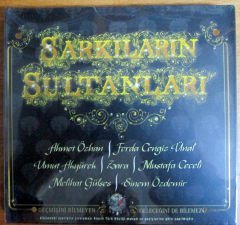 ŞARKILARIN
SULTANLARI
Ahmet Özhan | Ferda Cengiz Ünal
Umut Akyürek | Zara | Mustafa Ceceli
Melihat Gülses | Sinem Özdemir
GEÇMİŞİNİ BİLMEYEN GELECEĞİNİ DE BİLEMEZ